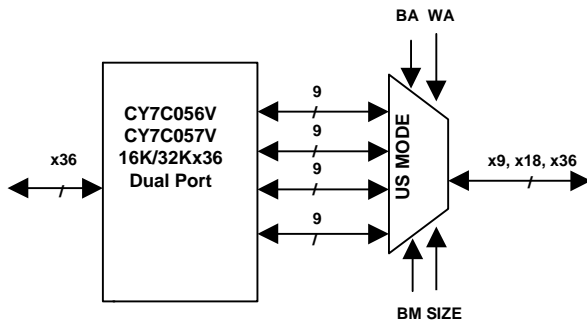 BA WA
9
CY7C056V
CY7C057V
16K/32Kx36
Dual Port
x36
9
9
9
US MODE
x9, x18, x36
BM SIZE